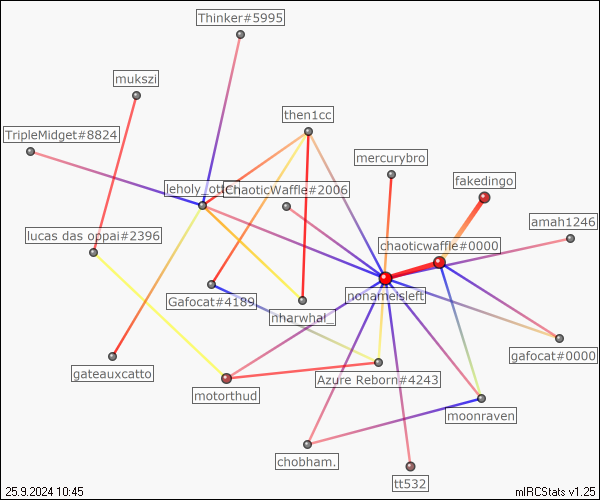 Thinker#5995
mukszi
then1cc
TripleMidget#8824
mercurybro
fakedingo
ChaoticWaffle#2006
amah1246
lucas das oppai#2396
chaoticwaffle#0000
nonameisleft
Gafocat#4189
nharwhal_
gafocat#0000
gateauxcatto
Azure Reborn#4243
motorthud
moonraven
chobham.
tt532
25.9.2024 10:45
mIRCStats v1.25